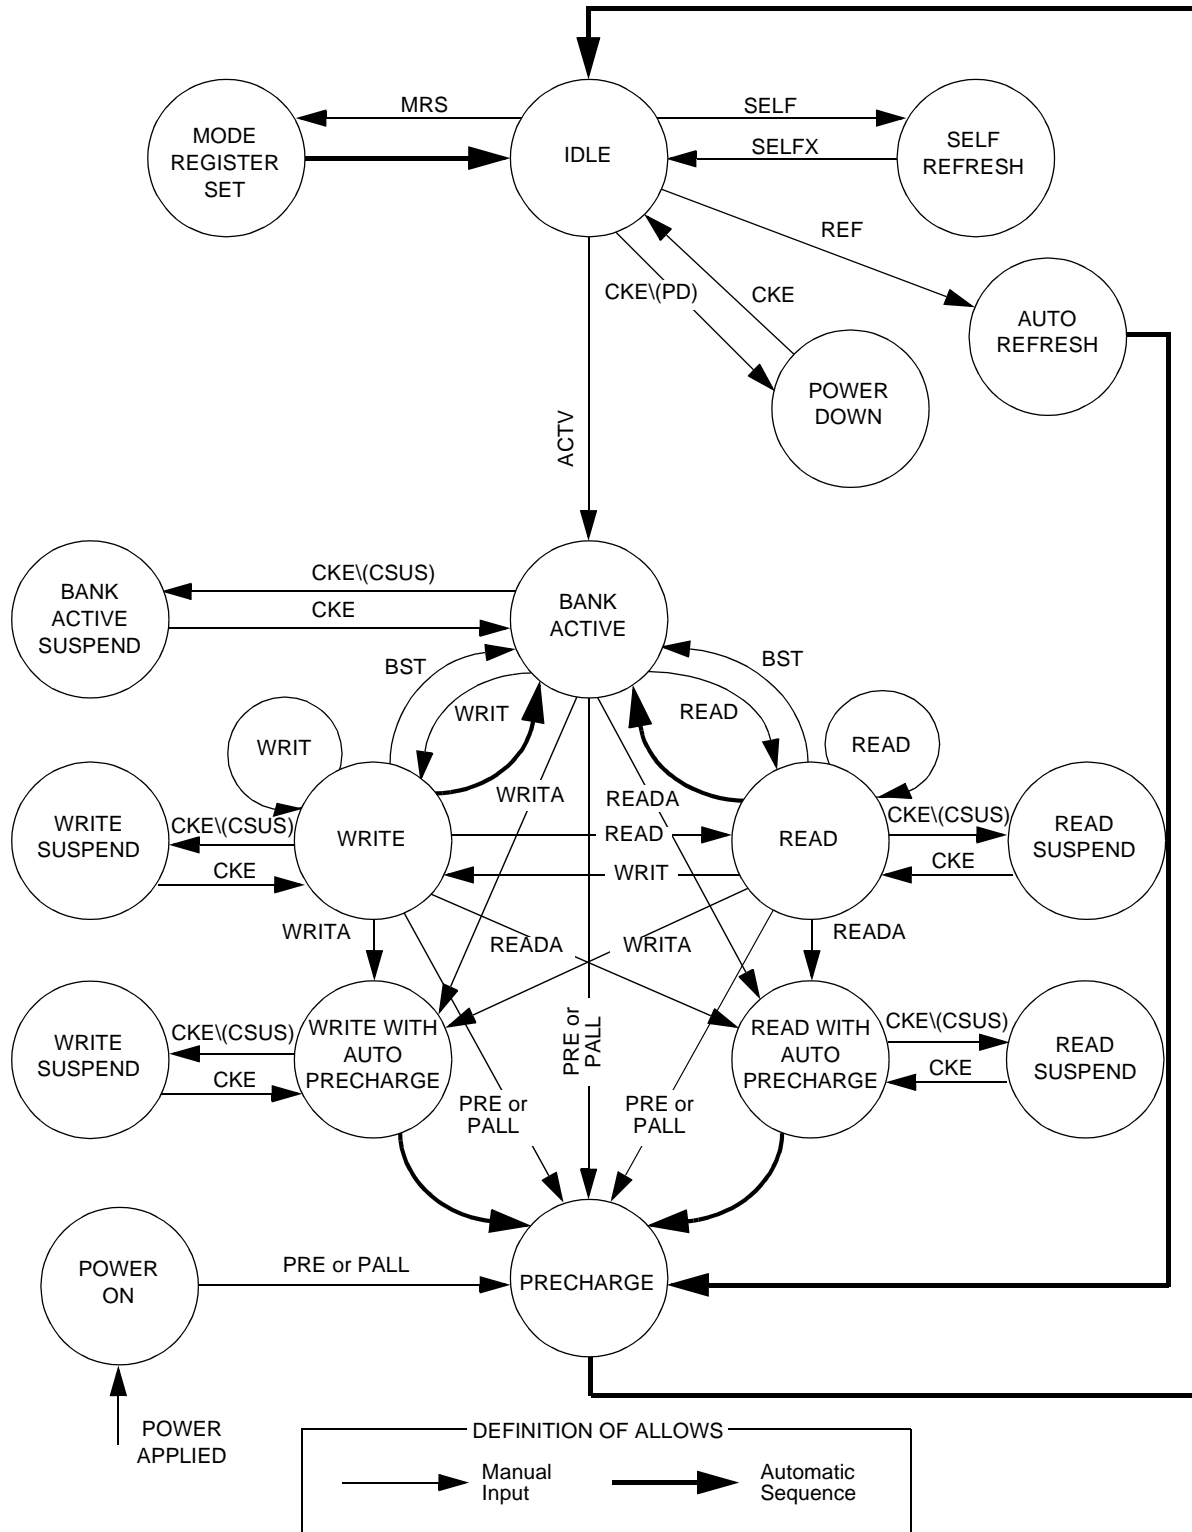 MRS
SELF
MODE
REGISTER
SET
IDLE
SELFX
SELF
REFRESH
REF
CKE\(PD)
CKE
AUTO
REFRESH
POWER
DOWN
ACTV
CKE\(CSUS)
BANK
ACTIVE
SUSPEND
CKE
BANK
ACTIVE
BST
BST
WRIT
READ
WRIT
READ
WRITA
READA
WRITE
SUSPEND
CKE\(CSUS)
CKE
WRITE
READ
WRIT
READ
CKE\(CSUS)
CKE
READ
SUSPEND
WRITA
READA
WRITA
READA
WRITE
SUSPEND
CKE\(CSUS)
CKE
WRITE WITH
AUTO
PRECHARGE
PRE or
PALL
READ WITH
AUTO
PRECHARGE
CKE\(CSUS)
CKE
READ
SUSPEND
PRE or
PALL
PRE or
PALL
POWER
ON
PRE or PALL
PRECHARGE
POWER
APPLIED
DEFINITION OF ALLOWS
Manual
Input
Automatic
Sequence